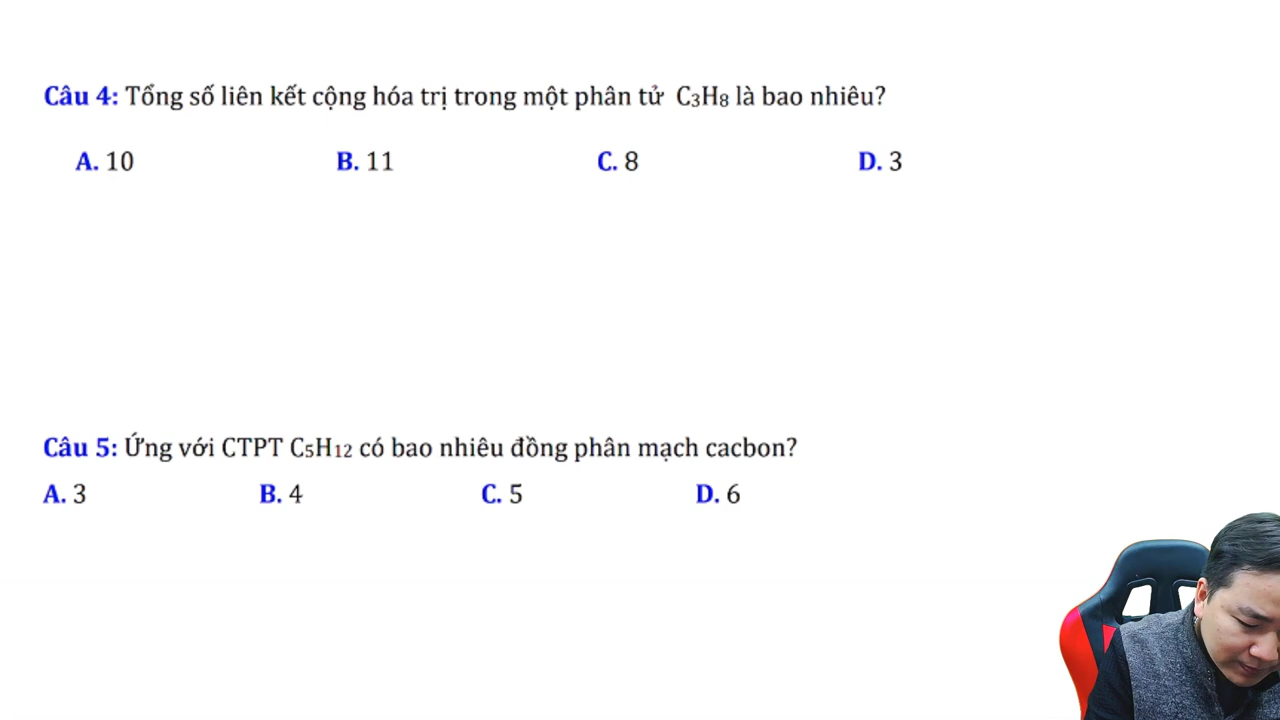 Câu 4: Tổng số liên kết cộng hóa trị trong một phân tử C₃H₈ là bao nhiêu?
A. 10 B. 11 C. 8 D. 3
Câu 5: Ứng với CTPT C₅H₁₂ có bao nhiêu đồng phân mạch cacbon?
A. 3 B. 4 C. 5 D. 6